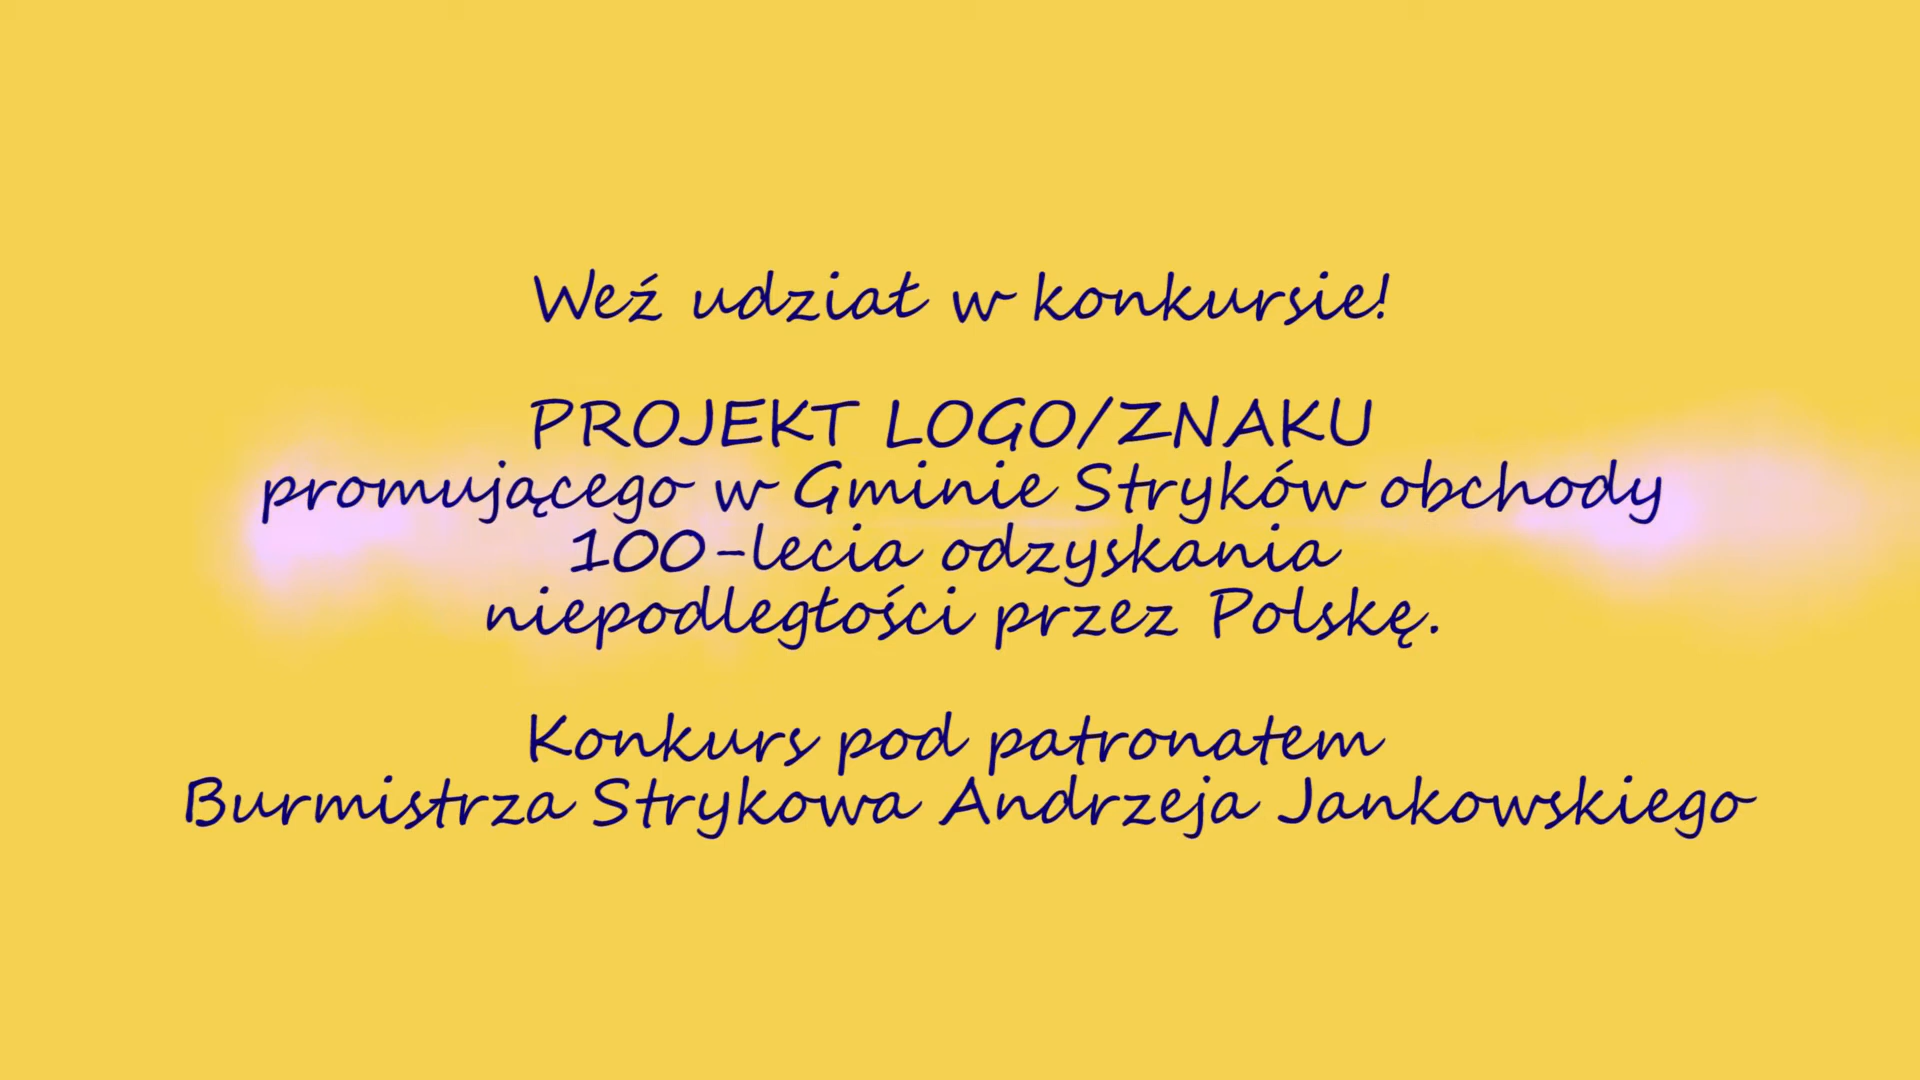 Weź udział w konkursie!
PROJEKT LOGO/ZNAKU
promującego w Gminie Stryków obchody
100-lecia odzyskania
niepodległości przez Polskę.
Konkurs pod patronatem
Burmistrza Strykowa Andrzeja Jankowskiego